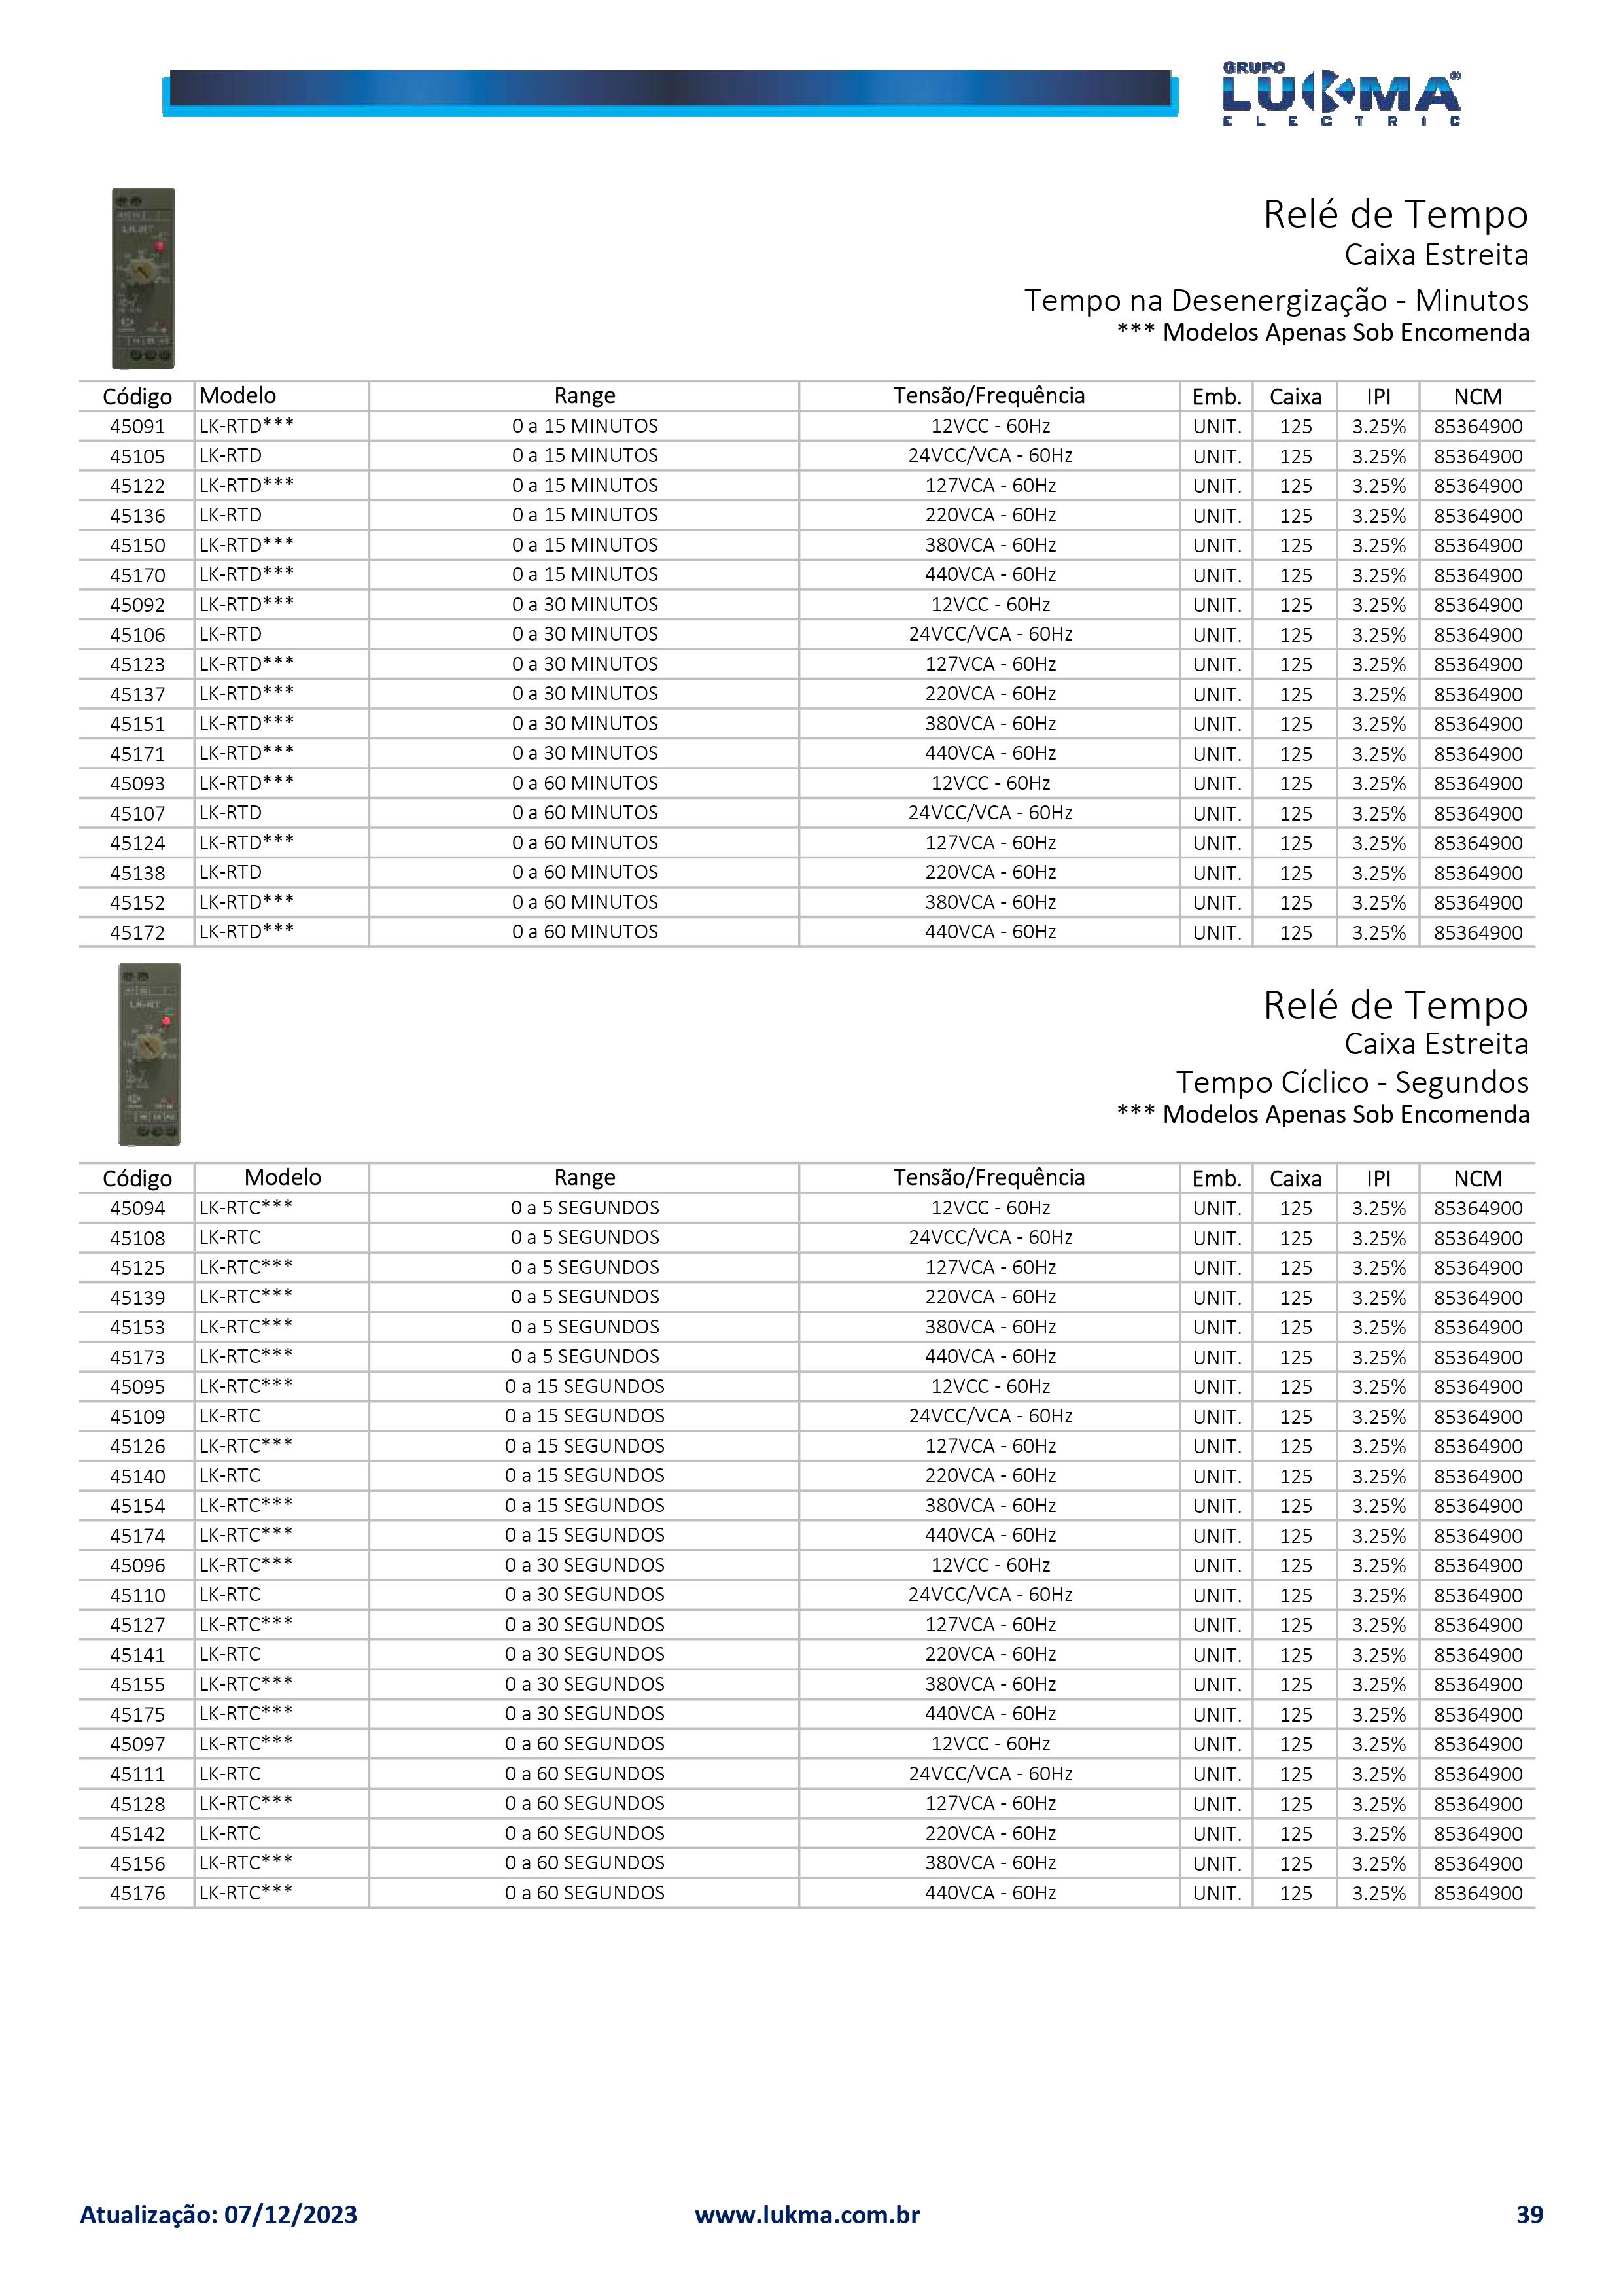 GRUPO
LUKMA®
ELECTRIC
LK-RT
Relé de Tempo
Caixa Estreita
Tempo na Desenergização - Minutos
*** Modelos Apenas Sob Encomenda
Código Modelo Range Tensão/Frequência Emb. Caixa IPI NCM
45091 LK-RTD*** 0 a 15 MINUTOS 12VCC - 60Hz UNIT. 125 3.25% 85364900
45105 LK-RTD 0 a 15 MINUTOS 24VCC/VCA - 60Hz UNIT. 125 3.25% 85364900
45122 LK-RTD*** 0 a 15 MINUTOS 127VCA - 60Hz UNIT. 125 3.25% 85364900
45136 LK-RTD 0 a 15 MINUTOS 220VCA - 60Hz UNIT. 125 3.25% 85364900
45150 LK-RTD*** 0 a 15 MINUTOS 380VCA - 60Hz UNIT. 125 3.25% 85364900
45170 LK-RTD*** 0 a 15 MINUTOS 440VCA - 60Hz UNIT. 125 3.25% 85364900
45092 LK-RTD*** 0 a 30 MINUTOS 12VCC - 60Hz UNIT. 125 3.25% 85364900
45106 LK-RTD 0 a 30 MINUTOS 24VCC/VCA - 60Hz UNIT. 125 3.25% 85364900
45123 LK-RTD*** 0 a 30 MINUTOS 127VCA - 60Hz UNIT. 125 3.25% 85364900
45137 LK-RTD*** 0 a 30 MINUTOS 220VCA - 60Hz UNIT. 125 3.25% 85364900
45151 LK-RTD*** 0 a 30 MINUTOS 380VCA - 60Hz UNIT. 125 3.25% 85364900
45171 LK-RTD*** 0 a 30 MINUTOS 440VCA - 60Hz UNIT. 125 3.25% 85364900
45093 LK-RTD*** 0 a 60 MINUTOS 12VCC - 60Hz UNIT. 125 3.25% 85364900
45107 LK-RTD 0 a 60 MINUTOS 24VCC/VCA - 60Hz UNIT. 125 3.25% 85364900
45124 LK-RTD*** 0 a 60 MINUTOS 127VCA - 60Hz UNIT. 125 3.25% 85364900
45138 LK-RTD 0 a 60 MINUTOS 220VCA - 60Hz UNIT. 125 3.25% 85364900
45152 LK-RTD*** 0 a 60 MINUTOS 380VCA - 60Hz UNIT. 125 3.25% 85364900
45172 LK-RTD*** 0 a 60 MINUTOS 440VCA - 60Hz UNIT. 125 3.25% 85364900
LK-RT
Relé de Tempo
Caixa Estreita
Tempo Cíclico - Segundos
*** Modelos Apenas Sob Encomenda
Código Modelo Range Tensão/Frequência Emb. Caixa IPI NCM
45094 LK-RTC*** 0 a 5 SEGUNDOS 12VCC - 60Hz UNIT. 125 3.25% 85364900
45108 LK-RTC 0 a 5 SEGUNDOS 24VCC/VCA - 60Hz UNIT. 125 3.25% 85364900
45125 LK-RTC*** 0 a 5 SEGUNDOS 127VCA - 60Hz UNIT. 125 3.25% 85364900
45139 LK-RTC*** 0 a 5 SEGUNDOS 220VCA - 60Hz UNIT. 125 3.25% 85364900
45153 LK-RTC*** 0 a 5 SEGUNDOS 380VCA - 60Hz UNIT. 125 3.25% 85364900
45173 LK-RTC*** 0 a 5 SEGUNDOS 440VCA - 60Hz UNIT. 125 3.25% 85364900
45095 LK-RTC*** 0 a 15 SEGUNDOS 12VCC - 60Hz UNIT. 125 3.25% 85364900
45109 LK-RTC 0 a 15 SEGUNDOS 24VCC/VCA - 60Hz UNIT. 125 3.25% 85364900
45126 LK-RTC*** 0 a 15 SEGUNDOS 127VCA - 60Hz UNIT. 125 3.25% 85364900
45140 LK-RTC 0 a 15 SEGUNDOS 220VCA - 60Hz UNIT. 125 3.25% 85364900
45154 LK-RTC*** 0 a 15 SEGUNDOS 380VCA - 60Hz UNIT. 125 3.25% 85364900
45174 LK-RTC*** 0 a 15 SEGUNDOS 440VCA - 60Hz UNIT. 125 3.25% 85364900
45096 LK-RTC*** 0 a 30 SEGUNDOS 12VCC - 60Hz UNIT. 125 3.25% 85364900
45110 LK-RTC 0 a 30 SEGUNDOS 24VCC/VCA - 60Hz UNIT. 125 3.25% 85364900
45127 LK-RTC*** 0 a 30 SEGUNDOS 127VCA - 60Hz UNIT. 125 3.25% 85364900
45141 LK-RTC 0 a 30 SEGUNDOS 220VCA - 60Hz UNIT. 125 3.25% 85364900
45155 LK-RTC*** 0 a 30 SEGUNDOS 380VCA - 60Hz UNIT. 125 3.25% 85364900
45175 LK-RTC*** 0 a 30 SEGUNDOS 440VCA - 60Hz UNIT. 125 3.25% 85364900
45097 LK-RTC*** 0 a 60 SEGUNDOS 12VCC - 60Hz UNIT. 125 3.25% 85364900
45111 LK-RTC 0 a 60 SEGUNDOS 24VCC/VCA - 60Hz UNIT. 125 3.25% 85364900
45128 LK-RTC*** 0 a 60 SEGUNDOS 127VCA - 60Hz UNIT. 125 3.25% 85364900
45142 LK-RTC 0 a 60 SEGUNDOS 220VCA - 60Hz UNIT. 125 3.25% 85364900
45156 LK-RTC*** 0 a 60 SEGUNDOS 380VCA - 60Hz UNIT. 125 3.25% 85364900
45176 LK-RTC*** 0 a 60 SEGUNDOS 440VCA - 60Hz UNIT. 125 3.25% 85364900
Atualização: 07/12/2023 www.lukma.com.br 39